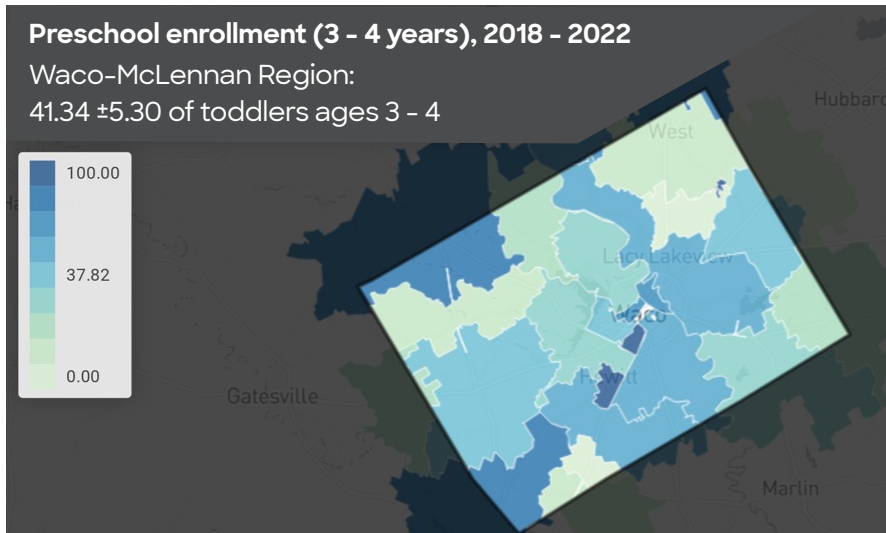 Preschool enrollment (3 - 4 years), 2018 - 2022
Waco-McLennan Region:
41.34 ±5.30 of toddlers ages 3 - 4
Hubbard
West
100.00
37.82
0.00
Lacy Lakeview
Waco
Hewitt
Gatesville
Marlin